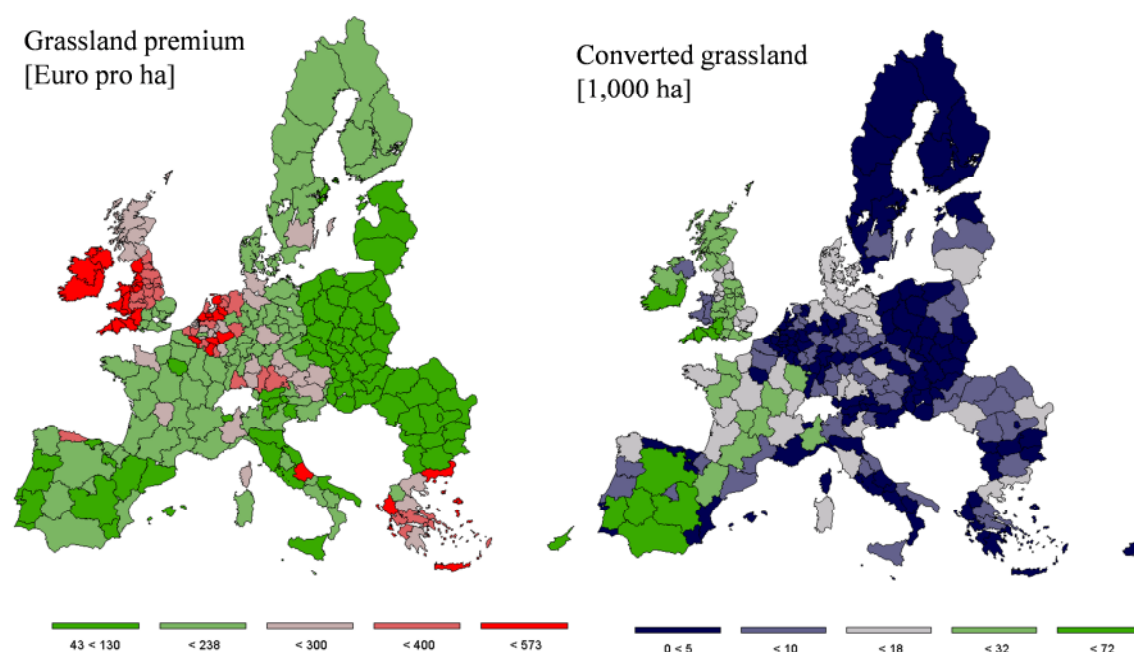 Grassland premium
[Euro pro ha]
Converted grassland
[1,000 ha]
43 < 130
< 238
< 300
< 400
< 573
0 < 5
< 10
< 18
< 32
< 72